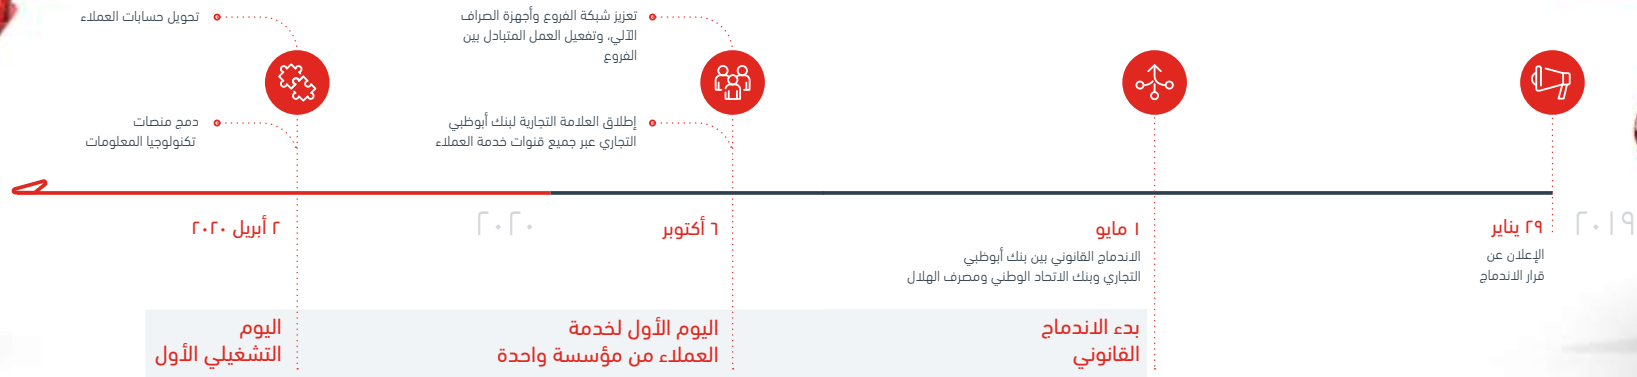 ٢٠١٩
٢٩ يناير
الإعلان عن
قرار الاندماج
١ مايو
الاندماج القانوني بين بنك أبوظبي
التجاري وبنك الاتحاد الوطني ومصرف الهلال
بدء الاندماج
القانوني
تعزيز شبكة الفروع وأجهزة الصراف
الآلي، وتفعيل العمل المتبادل بين
الفروع
إطلاق العلامة التجارية لبنك أبوظبي
التجاري عبر جميع قنوات خدمة العملاء
٦ أكتوبر
اليوم الأول لخدمة
العملاء من مؤسسة واحدة
٢٠٢٠
تحويل حسابات العملاء
دمج منصات
تكنولوجيا المعلومات
٢ أبريل ٢٠٢٠
اليوم
التشغيلي الأول